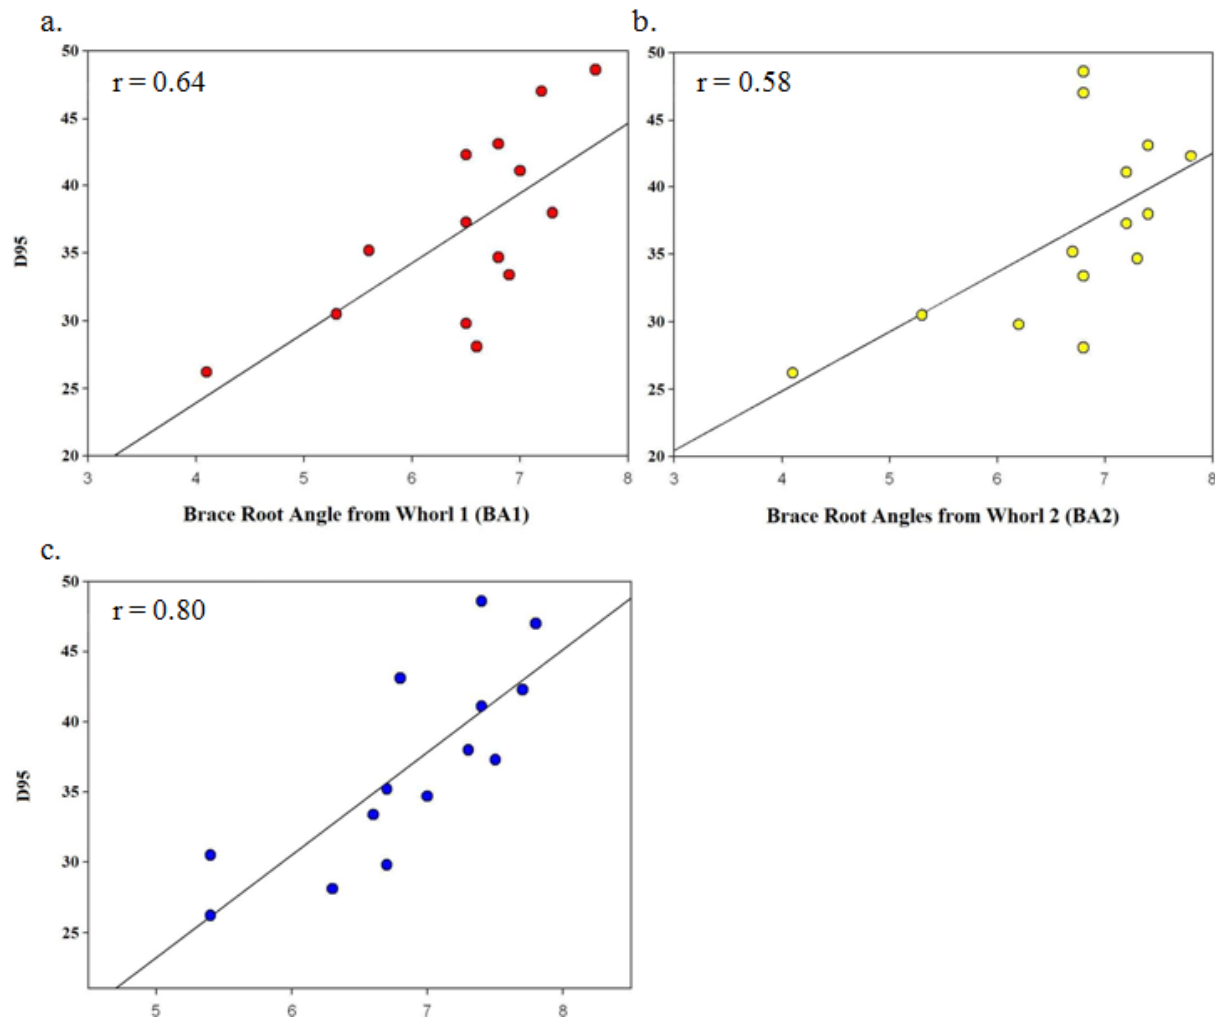 a.
r = 0.64
50
45
40
35
30
25
20
D95
3 4 5 6 7 8
Brace Root Angle from Whorl 1 (BA1)
b.
r = 0.58
50
45
40
35
30
25
20
3 4 5 6 7 8
Brace Root Angles from Whorl 2 (BA2)
c.
r = 0.80
50
45
40
35
30
25
D95
5 6 7 8